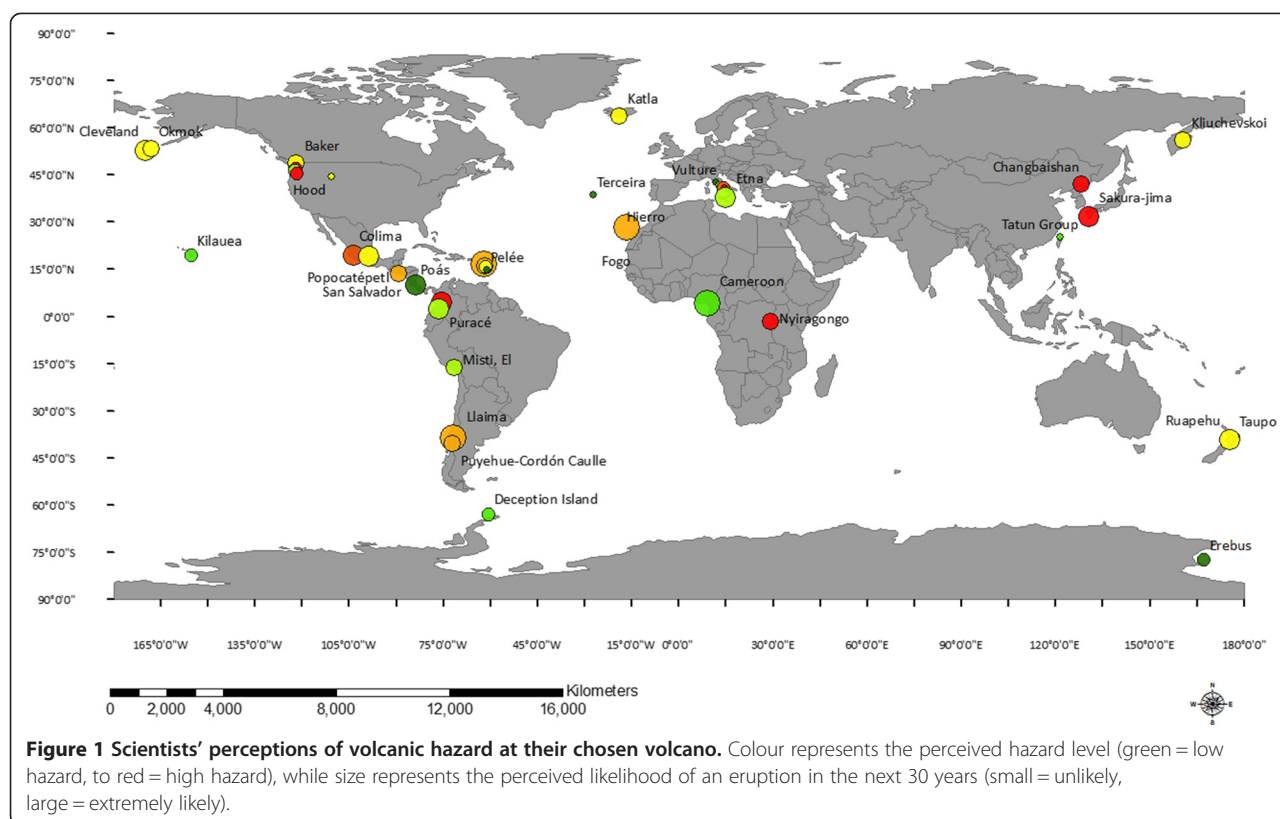 90°0'0"N
75°0'0"N
60°0'0"N
45°0'0"N
30°0'0"N
15°0'0"N
0°0'0"
15°0'0"S
30°0'0"S
45°0'0"S
60°0'0"S
75°0'0"S
90°0'0"S
Katla
Cleveland Okmok
Kliuchevskoi
Baker
Hood
Vulture Etna
Changbaishan
Terceira
Sakura-jima
Hierro
Tatun Group
Kilauea
Colima
Pelée
Fogo
Popocatépetl Poás
San Salvador
Cameroon
Puracé
Nyiragongo
Misti, El
Llaima
Ruapehu Taupo
Puyehue-Cordón Caulle
Deception Island
Erebus
165°0'0"W 135°0'0"W 105°0'0"W 75°0'0"W 45°0'0"W 15°0'0"W 0°0'0" 30°0'0"E 60°0'0"E 90°0'0"E 120°0'0"E 150°0'0"E 180°0'0"
Kilometers
0 2,000 4,000 8,000 12,000 16,000
N
W E
S
Figure 1 Scientists' perceptions of volcanic hazard at their chosen volcano. Colour represents the perceived hazard level (green = low
hazard, to red = high hazard), while size represents the perceived likelihood of an eruption in the next 30 years (small = unlikely,
large = extremely likely).